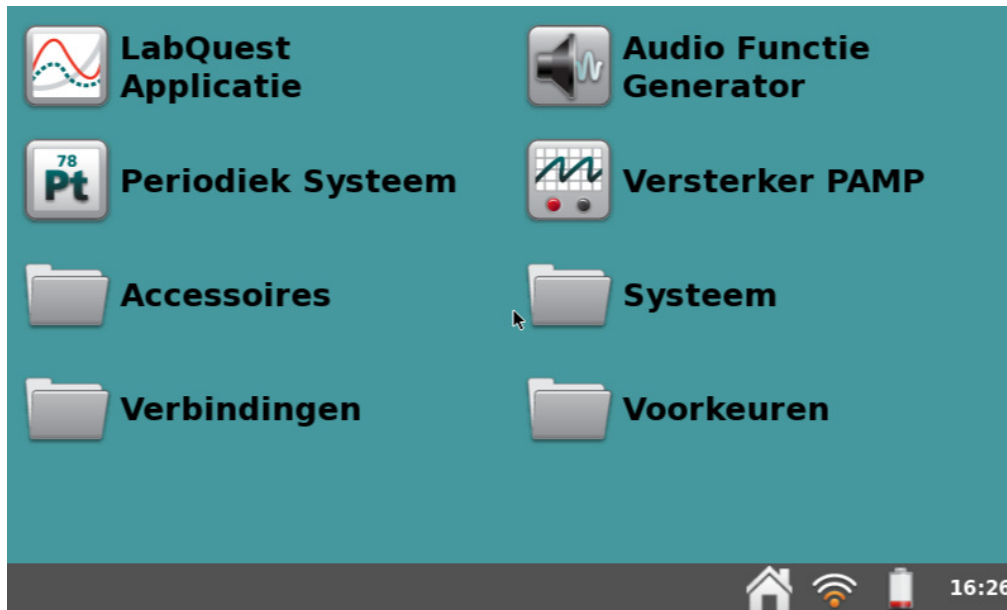 LabQuest
Applicatie
Audio Functie
Generator
78
Pt
Periodiek Systeem
Versterker PAMP
Accessoires
Systeem
Verbindingen
Voorkeuren
16:26